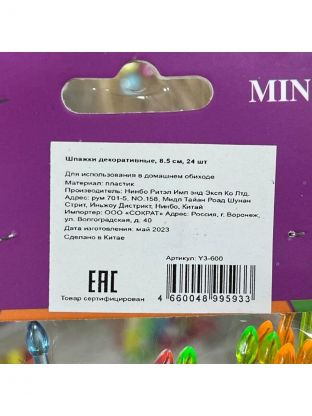 MIN
Шпажки декоративные, 8.5 см, 24 шт
Для использования в домашнем обиходе
Материал: пластик
Производитель: Нинбо Ритэл Имп энд Эксп Ко Лтд.
Адрес: рум 701-5, NO.158, Мидл Тайан Роад Шунан
Стрит, Иньжоу Дистрикт, Нинбо, Китай
Импортер: ООО «СОКРАТ» Адрес: Россия, г. Воронеж,
ул. Волгоградская, д. 40
Дата изготовления: май 2023
Сделано в Китае
EAC
Товар сертифицирован
Артикул: Y3-600
4 660048 995933